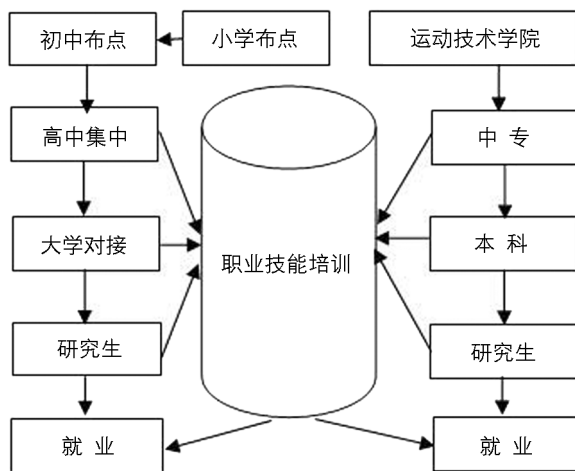 初中布点
小学布点
运动技术学院
高中集中
中 专
大学对接
职业技能培训
本 科
研究生
研究生
就 业
就 业